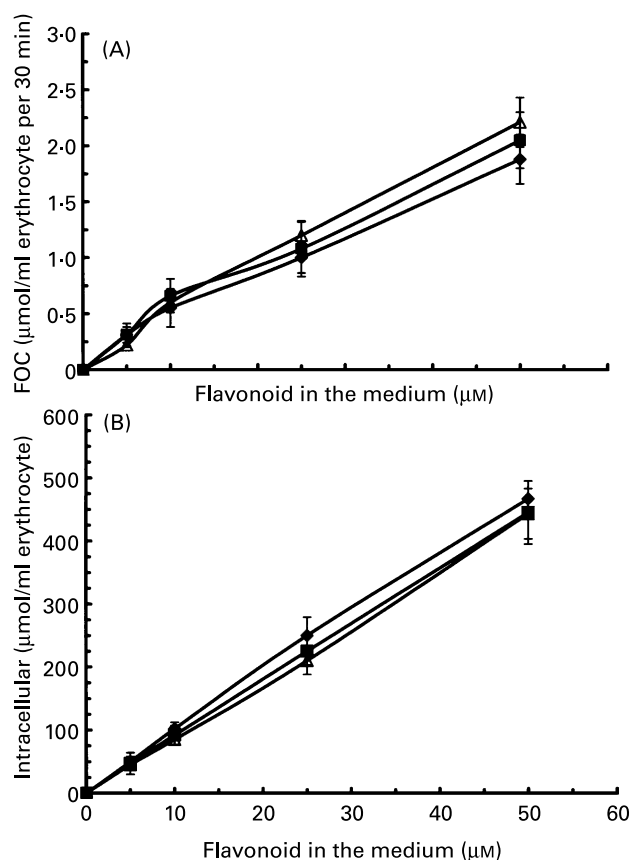 (A)
FOC (μmol/ml erythrocyte per 30 min)
3·0
2·5
2·0
1·5
1·0
0·5
0
Flavonoid in the medium (μM)
(B)
Intracellular (μmol/ml erythrocyte)
600
500
400
300
200
100
0
0 10 20 30 40 50 60
Flavonoid in the medium (μM)